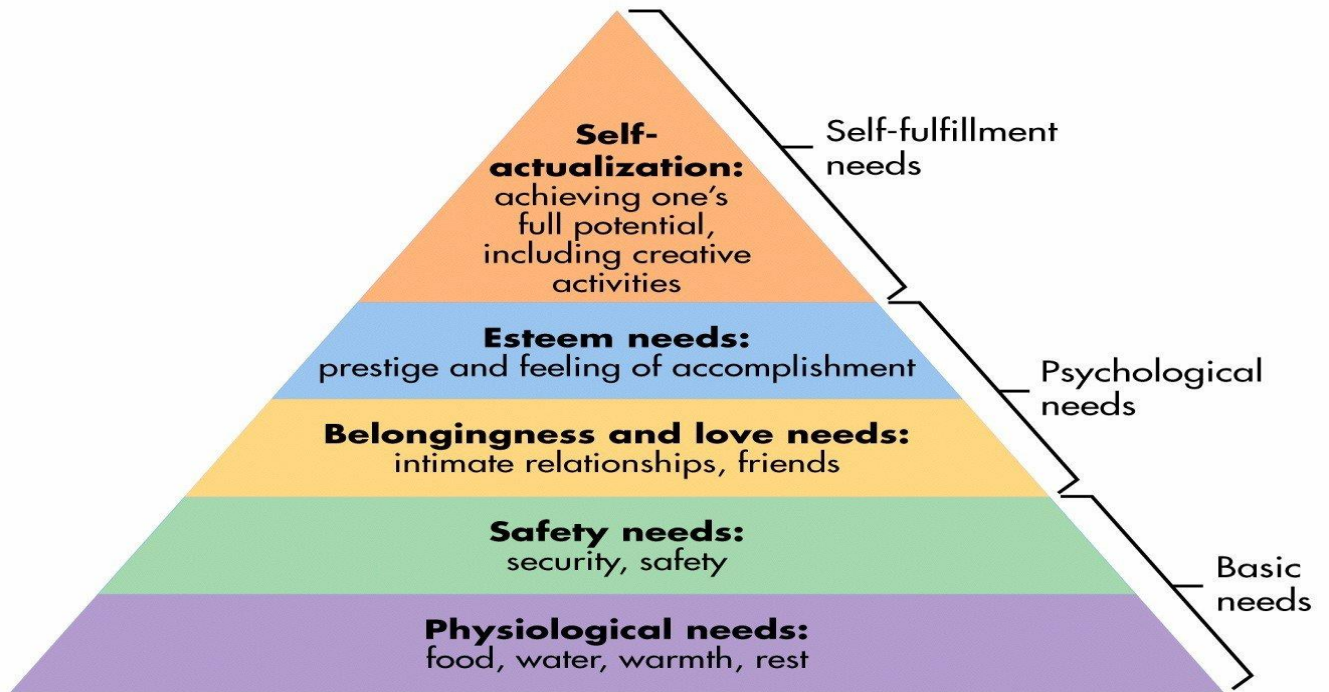 Self-
actualization:
achieving one's
full potential,
including creative
activities
Self-fulfillment
needs
Esteem needs:
prestige and feeling of accomplishment
Psychological
needs
Belongingness and love needs:
intimate relationships, friends
Safety needs:
security, safety
Basic
needs
Physiological needs:
food, water, warmth, rest